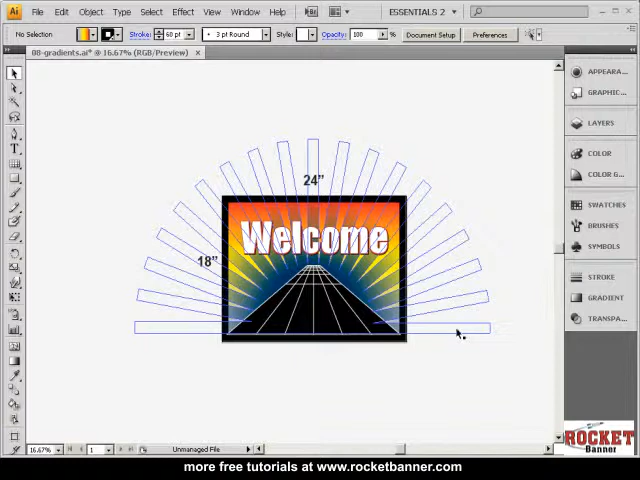 Ai File Edit Object Type Select Effect View Window Help Br ESSENTIALS 2
No Selection Stroke: 60 pt 3 pt Round Style: Opacity: 100 % Document Setup Preferences
08-gradients.ai* @ 16.67% (RGB/Preview) ×
APPEARA...
GRAPHIC...
LAYERS
COLOR
COLOR G...
SWATCHES
BRUSHES
SYMBOLS
STROKE
GRADIENT
TRANSPA...
24"
Welcome
18"
ROCKET
Banner
16.67% 1 Unmanaged File
more free tutorials at www.rocketbanner.com